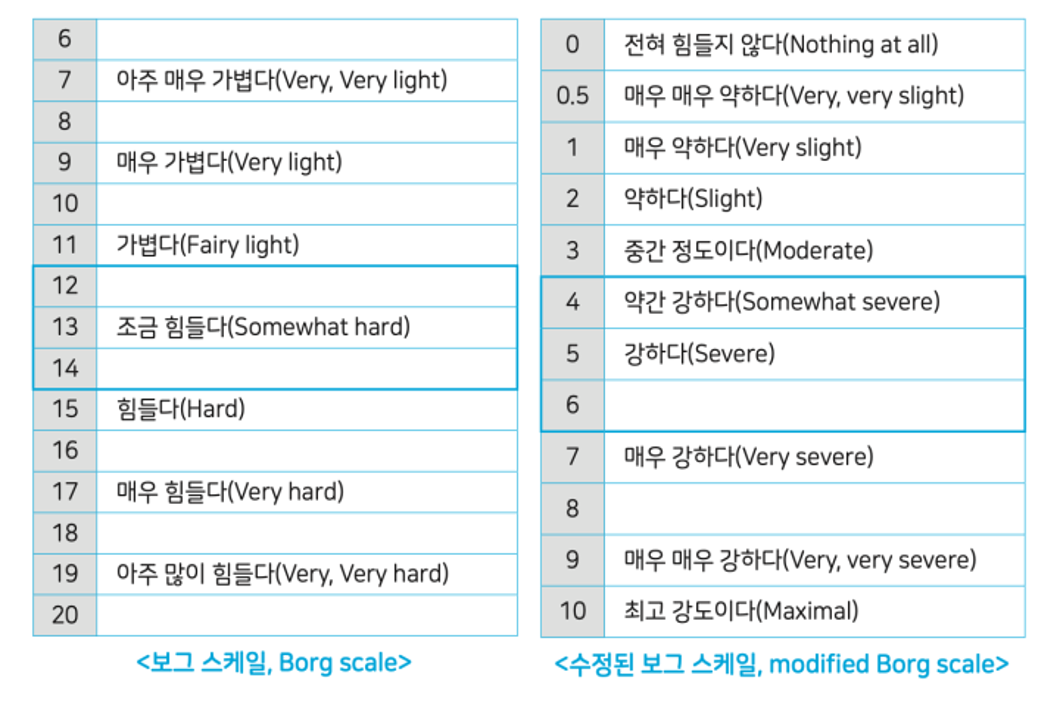 6
7 아주 매우 가볍다(Very, Very light)
8
9 매우 가볍다(Very light)
10
11 가볍다(Fairy light)
12
13 조금 힘들다(Somewhat hard)
14
15 힘들다(Hard)
16
17 매우 힘들다(Very hard)
18
19 아주 많이 힘들다(Very, Very hard)
20
<보그 스케일, Borg scale>
0 전혀 힘들지 않다(Nothing at all)
0.5 매우 매우 약하다(Very, very slight)
1 매우 약하다(Very slight)
2 약하다(Slight)
3 중간 정도이다(Moderate)
4 약간 강하다(Somewhat severe)
5 강하다(Severe)
6
7 매우 강하다(Very severe)
8
9 매우 매우 강하다(Very, very severe)
10 최고 강도이다(Maximal)
<수정된 보그 스케일, modified Borg scale>